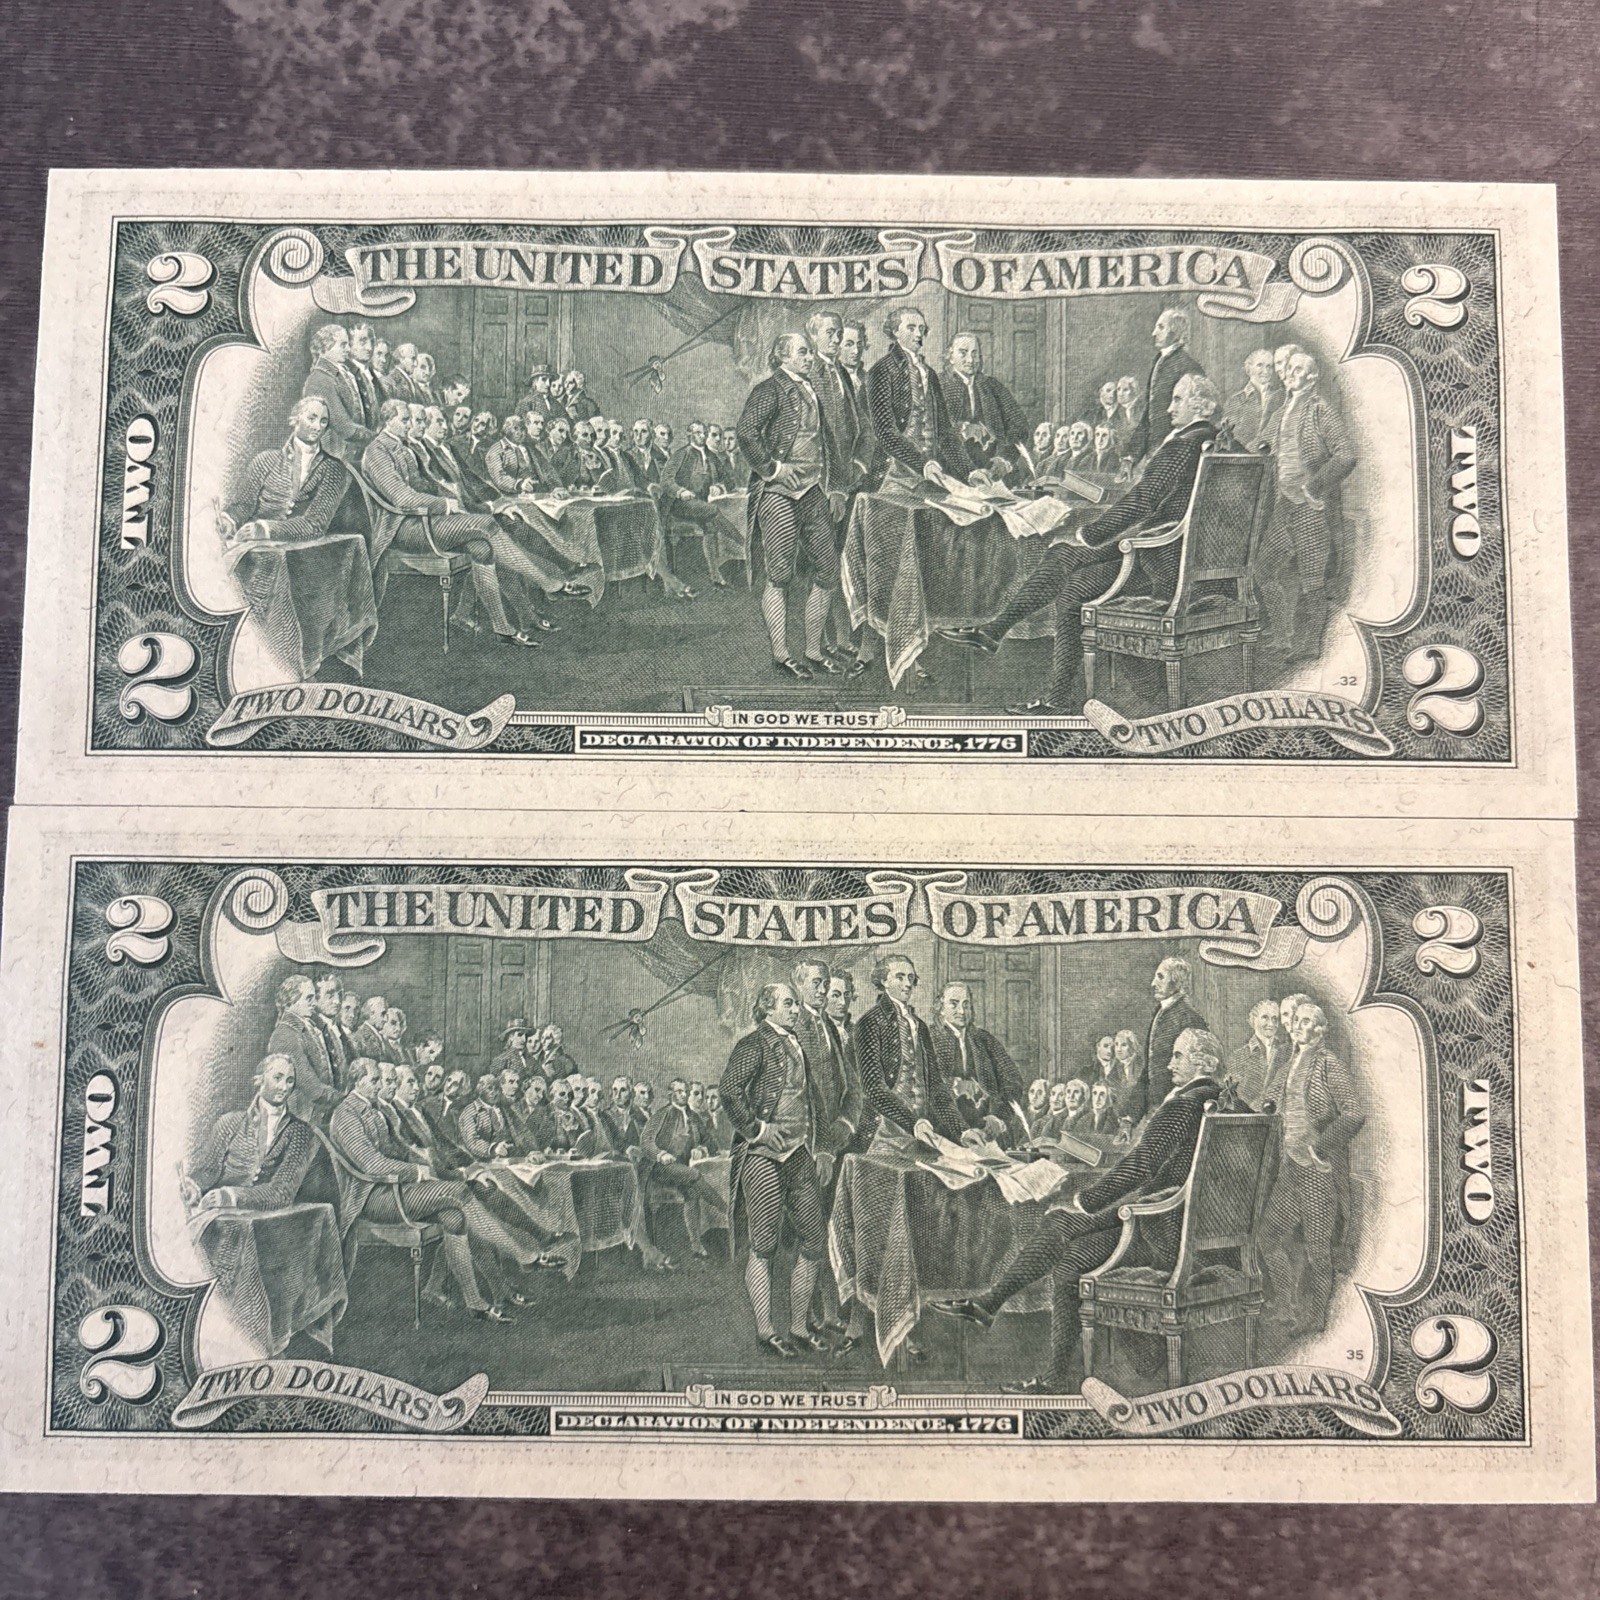 2 THE UNITED STATES OF AMERICA 2
TWO TWO
32
2 TWO DOLLARS IN GOD WE TRUST TWO DOLLARS 2
DECLARATION OF INDEPENDENCE, 1776
2 THE UNITED STATES OF AMERICA 2
TWO TWO
35
2 TWO DOLLARS IN GOD WE TRUST TWO DOLLARS 2
DECLARATION OF INDEPENDENCE, 1776